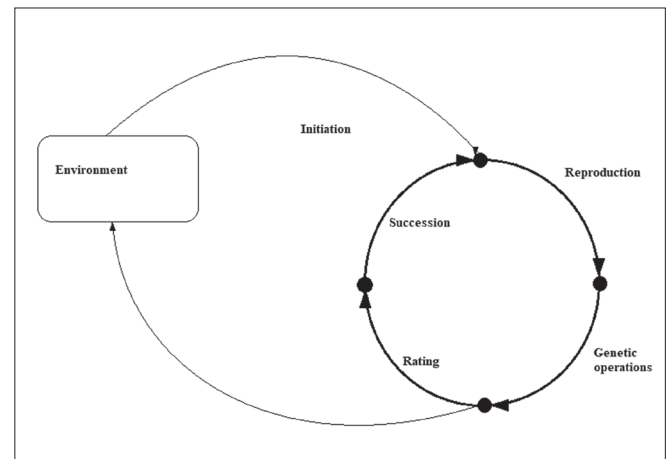 Initiation
Environment
Reproduction
Succession
Rating
Genetic
operations